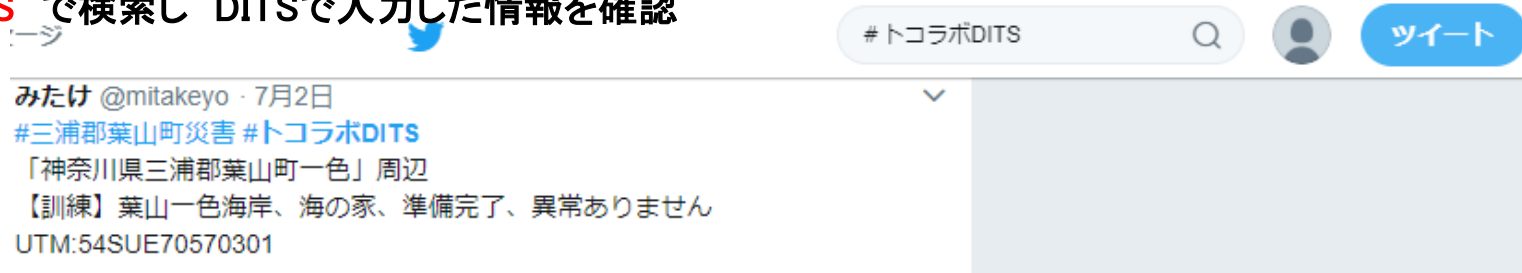 S で検索し DITSで入力した情報を確認
ージ
#トコラボDITS
ツイート
みたけ @mitakeyo · 7月2日
#三浦郡葉山町災害 #トコラボDITS
「神奈川県三浦郡葉山町一色」周辺
【訓練】葉山一色海岸、海の家、準備完了、異常ありません
UTM:54SUE70570301